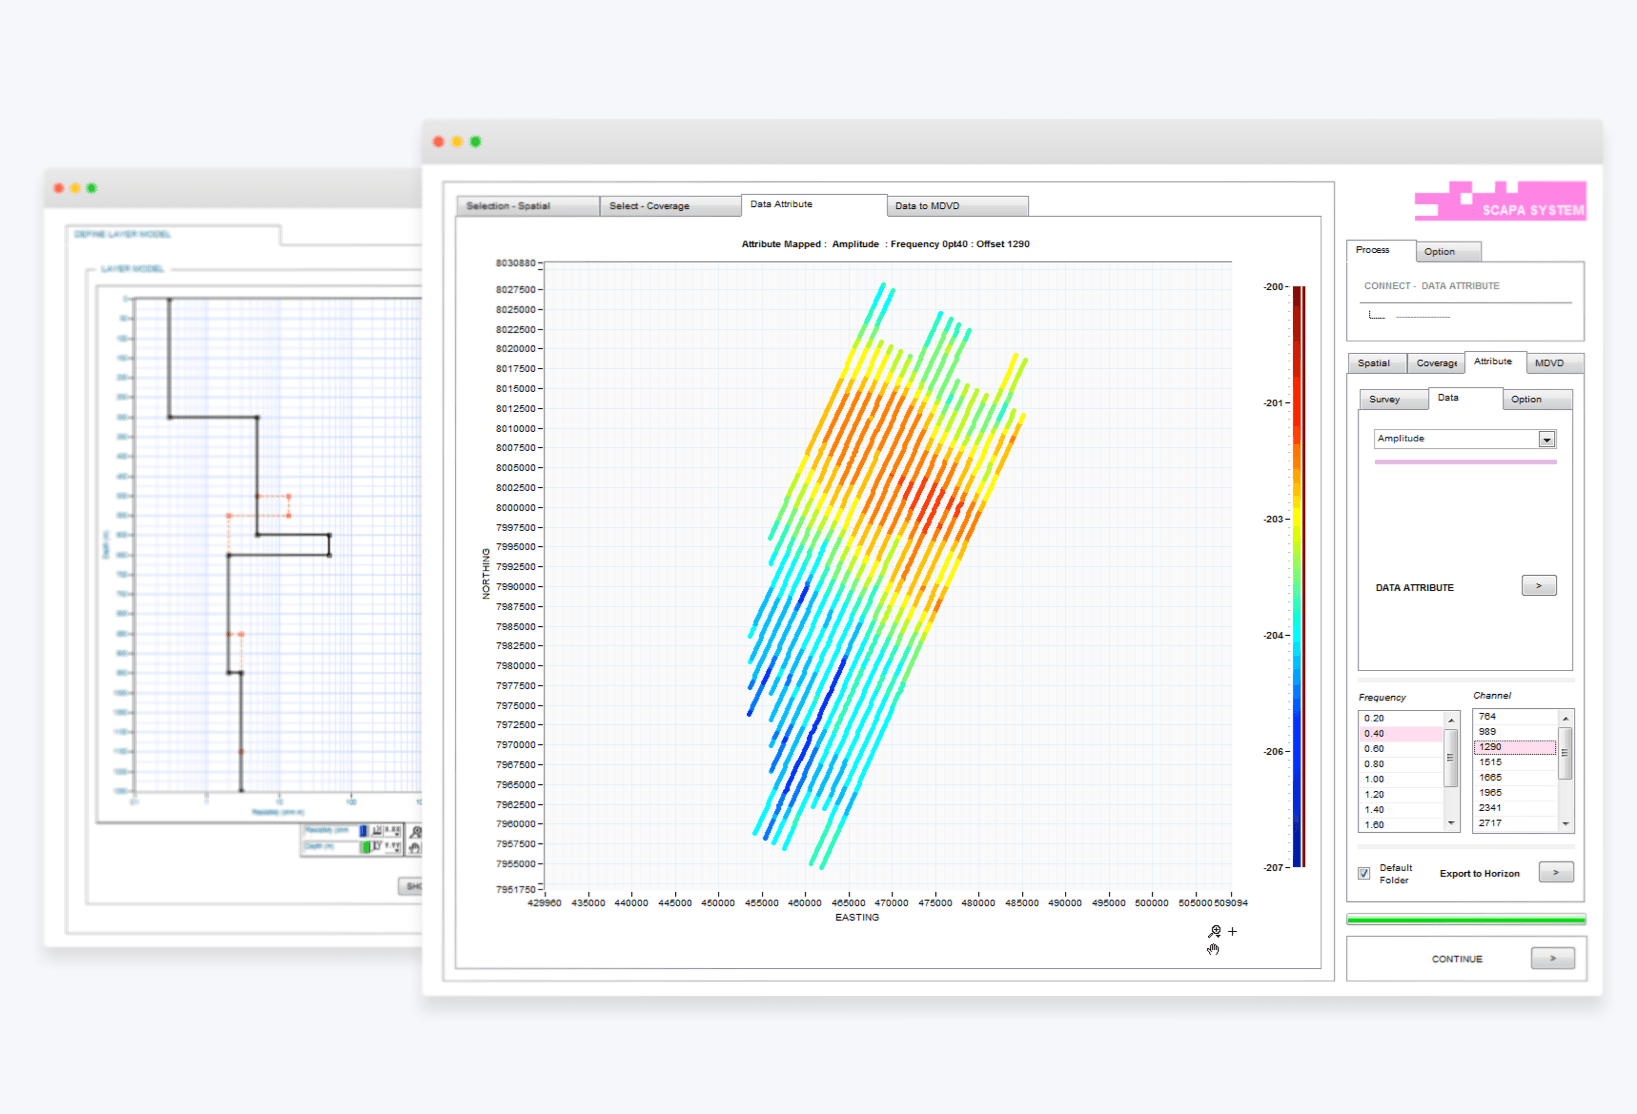 DEFINE LAYER MODEL
LAYER MODEL
Depth (m)
Resistivity (ohm m)
Resistivity (ohm
Depth (m)
Selection - Spatial
Select - Coverage
Data Attribute
Data to MDVD
Attribute Mapped : Amplitude : Frequency 0pt40 : Offset 1290
8030880
8027500
8025000
8022500
8020000
8017500
8015000
8012500
8010000
8007500
8005000
8002500
8000000
7997500
7995000
7992500
7990000
7987500
7985000
7982500
7980000
7977500
7975000
7972500
7970000
7967500
7965000
7962500
7960000
7957500
7955000
7951750
NORTHING
429960 435000 440000 445000 450000 455000 460000 465000 470000 475000 480000 485000 490000 495000 500000 505000 509094
EASTING
-200
-201
-203
-204
-206
-207
SCAPA SYSTEM
Process
Option
CONNECT - DATA ATTRIBUTE
Spatial
Coverage
Attribute
MDVD
Survey
Data
Option
Amplitude
DATA ATTRIBUTE
>
Frequency
0.20
0.40
0.60
0.80
1.00
1.20
1.40
1.60
Channel
764
989
1290
1515
1665
1965
2341
2717
Default
Folder
Export to Horizon
>
CONTINUE
>